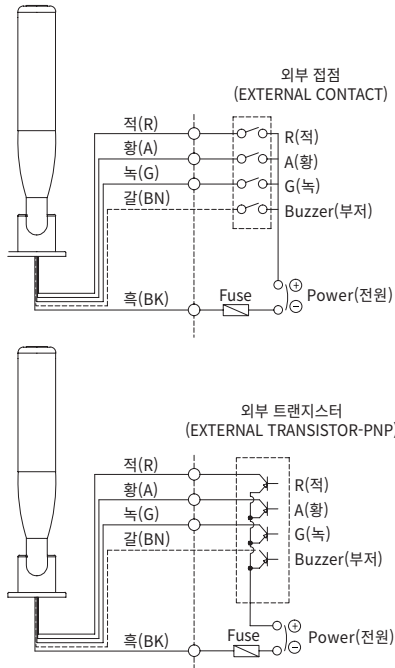 외부 접점
(EXTERNAL CONTACT)
적(R)
R(적)
황(A)
A(황)
녹(G)
G(녹)
갈(BN)
Buzzer(부저)
흑(BK)
Fuse
⊕
⊖
Power(전원)
외부 트랜지스터
(EXTERNAL TRANSISTOR-PNP)
적(R)
R(적)
황(A)
A(황)
녹(G)
G(녹)
갈(BN)
Buzzer(부저)
흑(BK)
Fuse
⊕
⊖
Power(전원)